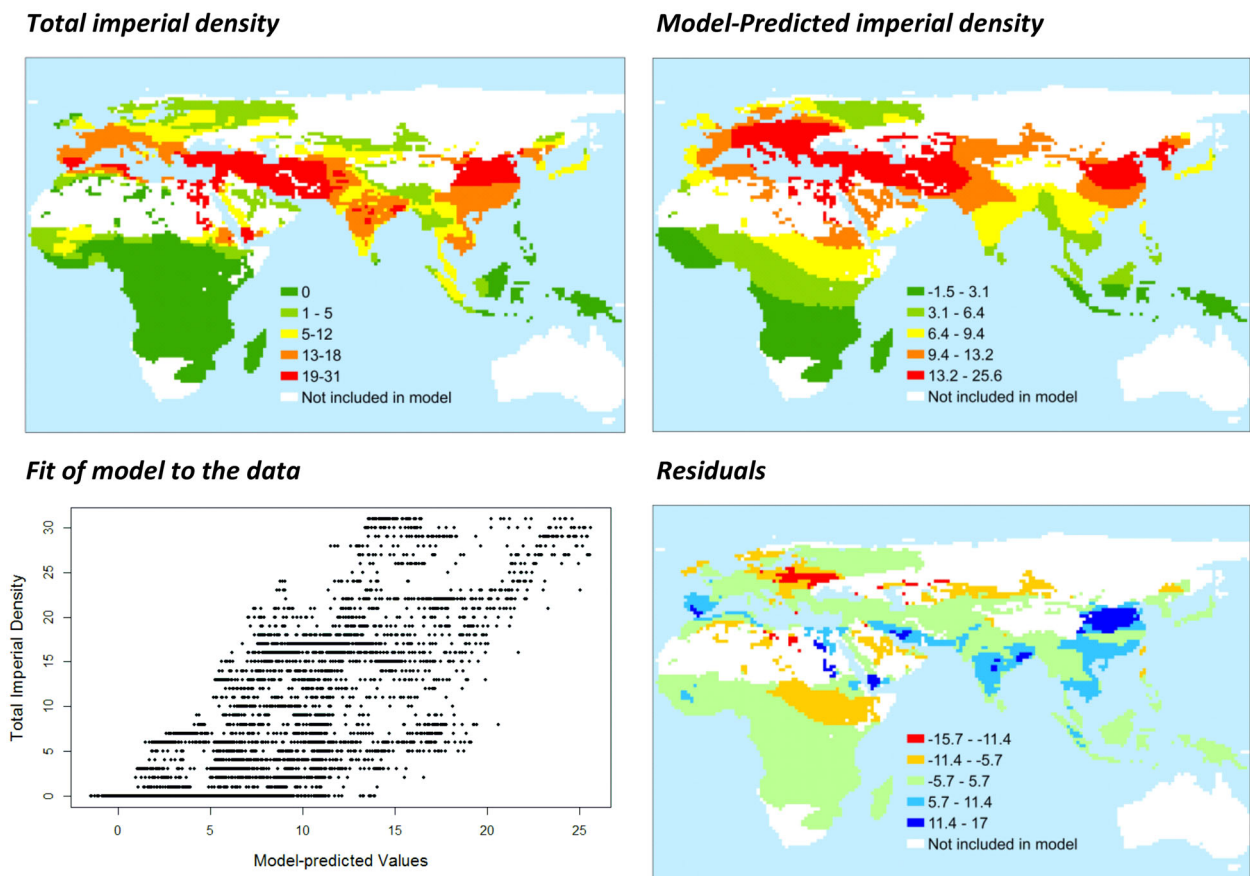 Total imperial density
0
1 - 5
5-12
13-18
19-31
Not included in model
Model-Predicted imperial density
-1.5 - 3.1
3.1 - 6.4
6.4 - 9.4
9.4 - 13.2
13.2 - 25.6
Not included in model
Fit of model to the data
Total Imperial Density
30
25
20
15
10
5
0
0
5
10
15
20
25
Model-predicted Values
Residuals
-15.7 - -11.4
-11.4 - -5.7
-5.7 - 5.7
5.7 - 11.4
11.4 - 17
Not included in model